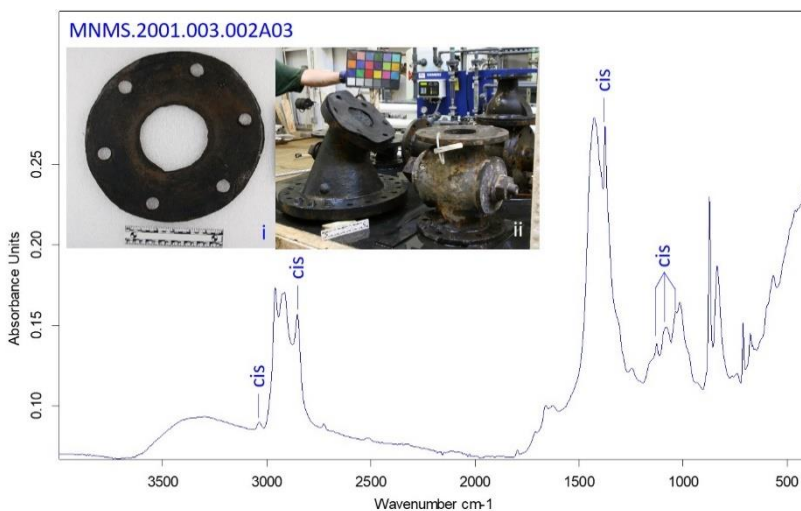 MNMS.2001.003.002A03
cis
i
ii
cis
cis
cis
Absorbance Units
0.25
0.20
0.15
0.10
3500
3000
2500
2000
1500
1000
500
Wavenumber cm-1